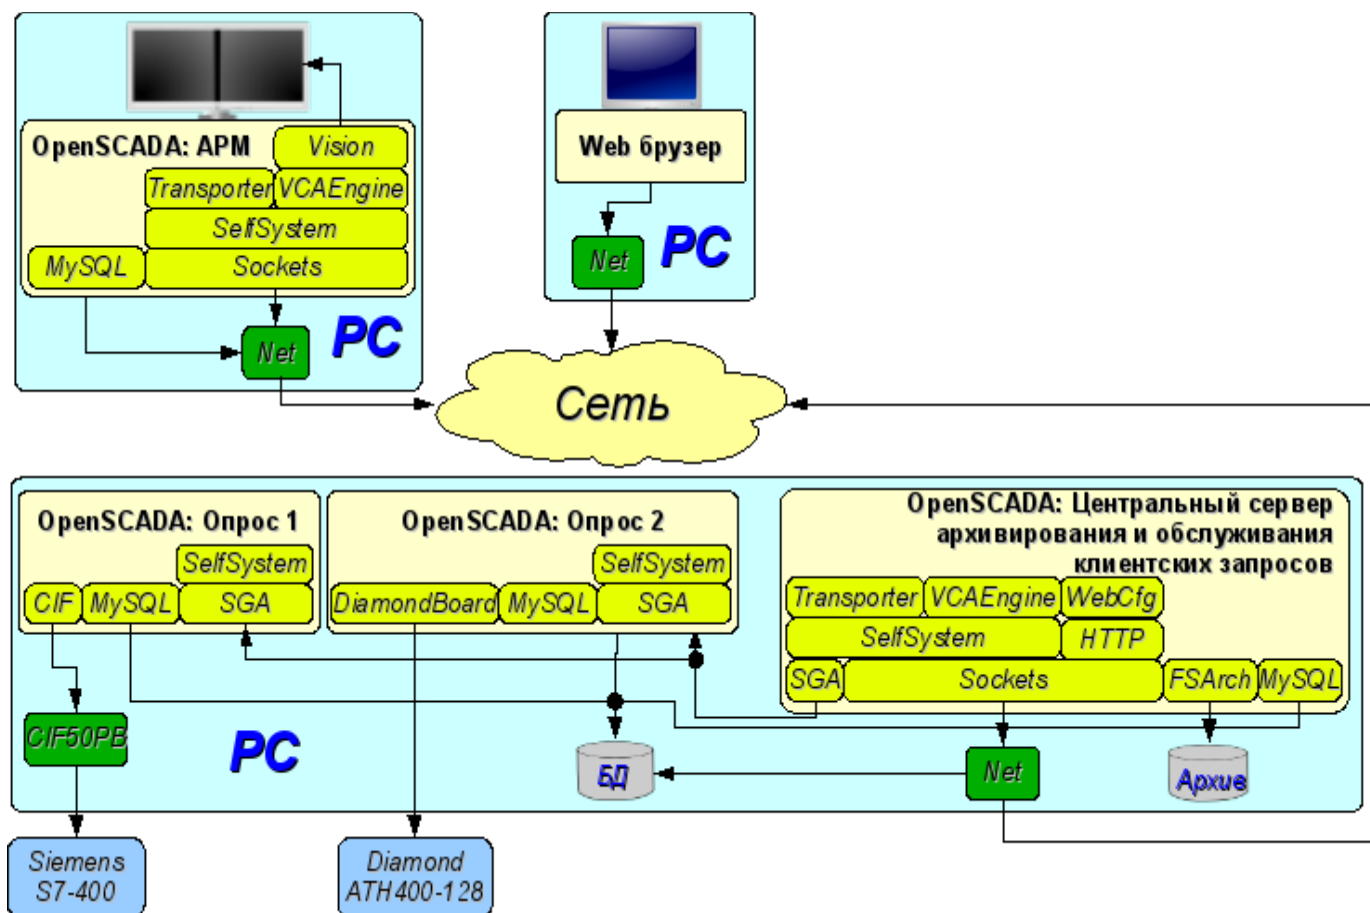 OpenSCADA: АРМ
Vision
Transporter
VCAEngine
SelfSystem
MySQL
Sockets
Net
PC
Web брузер
Net
PC
Сеть
OpenSCADA: Опрос 1
SelfSystem
CIF
MySQL
SGA
OpenSCADA: Опрос 2
SelfSystem
DiamondBoard
MySQL
SGA
OpenSCADA: Центральный сервер
архивирования и обслуживания
клиентских запросов
Transporter
VCAEngine
WebCfg
SelfSystem
HTTP
SGA
Sockets
FSArch
MySQL
CIF50PB
PC
БД
Net
Архив
Siemens
S7-400
Diamond
ATH400-128